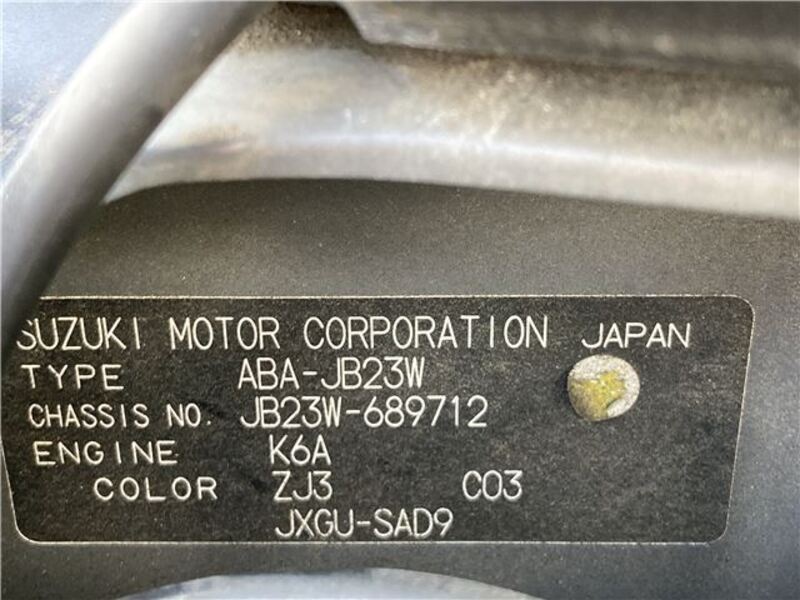 SUZUKI MOTOR CORPORATION JAPAN
TYPE ABA-JB23W
CHASSIS NO. JB23W-689712
ENGINE K6A
COLOR ZJ3 C03
JXGU-SAD9